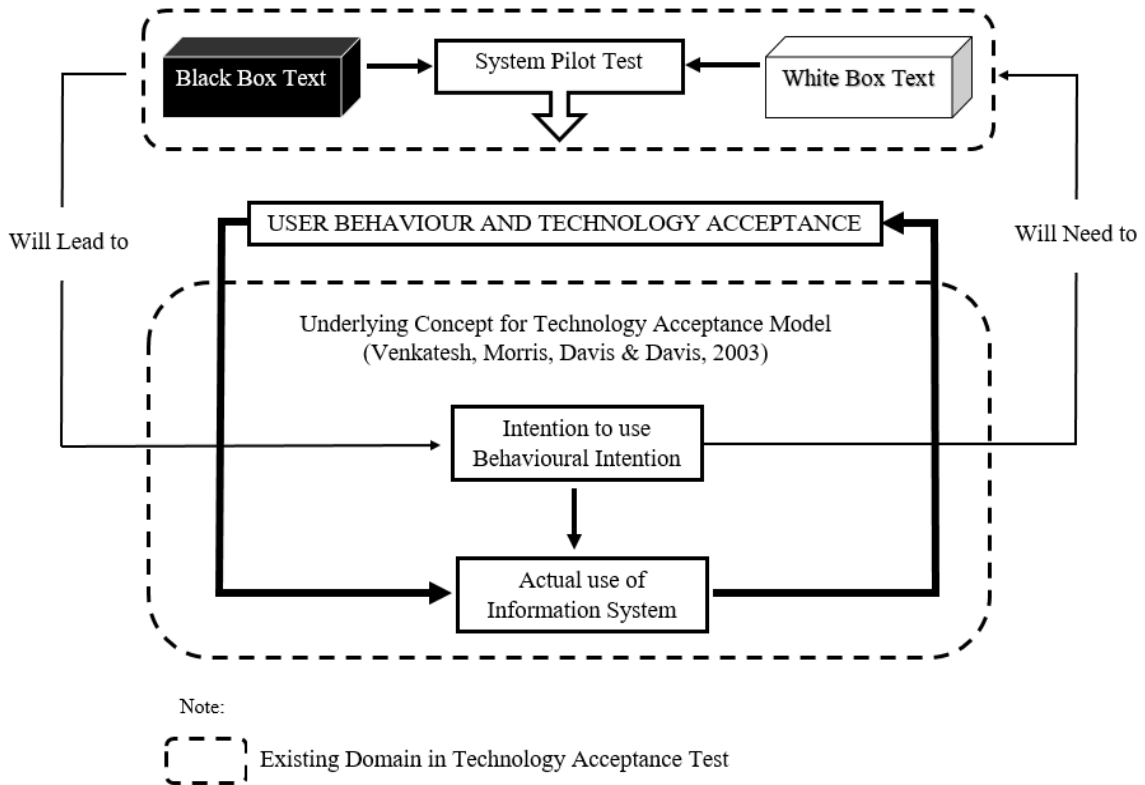 Black Box Text
System Pilot Test
White Box Text
Will Lead to
USER BEHAVIOUR AND TECHNOLOGY ACCEPTANCE
Will Need to
Underlying Concept for Technology Acceptance Model
(Venkatesh, Morris, Davis & Davis, 2003)
Intention to use
Behavioural Intention
Actual use of
Information System
Note:
Existing Domain in Technology Acceptance Test